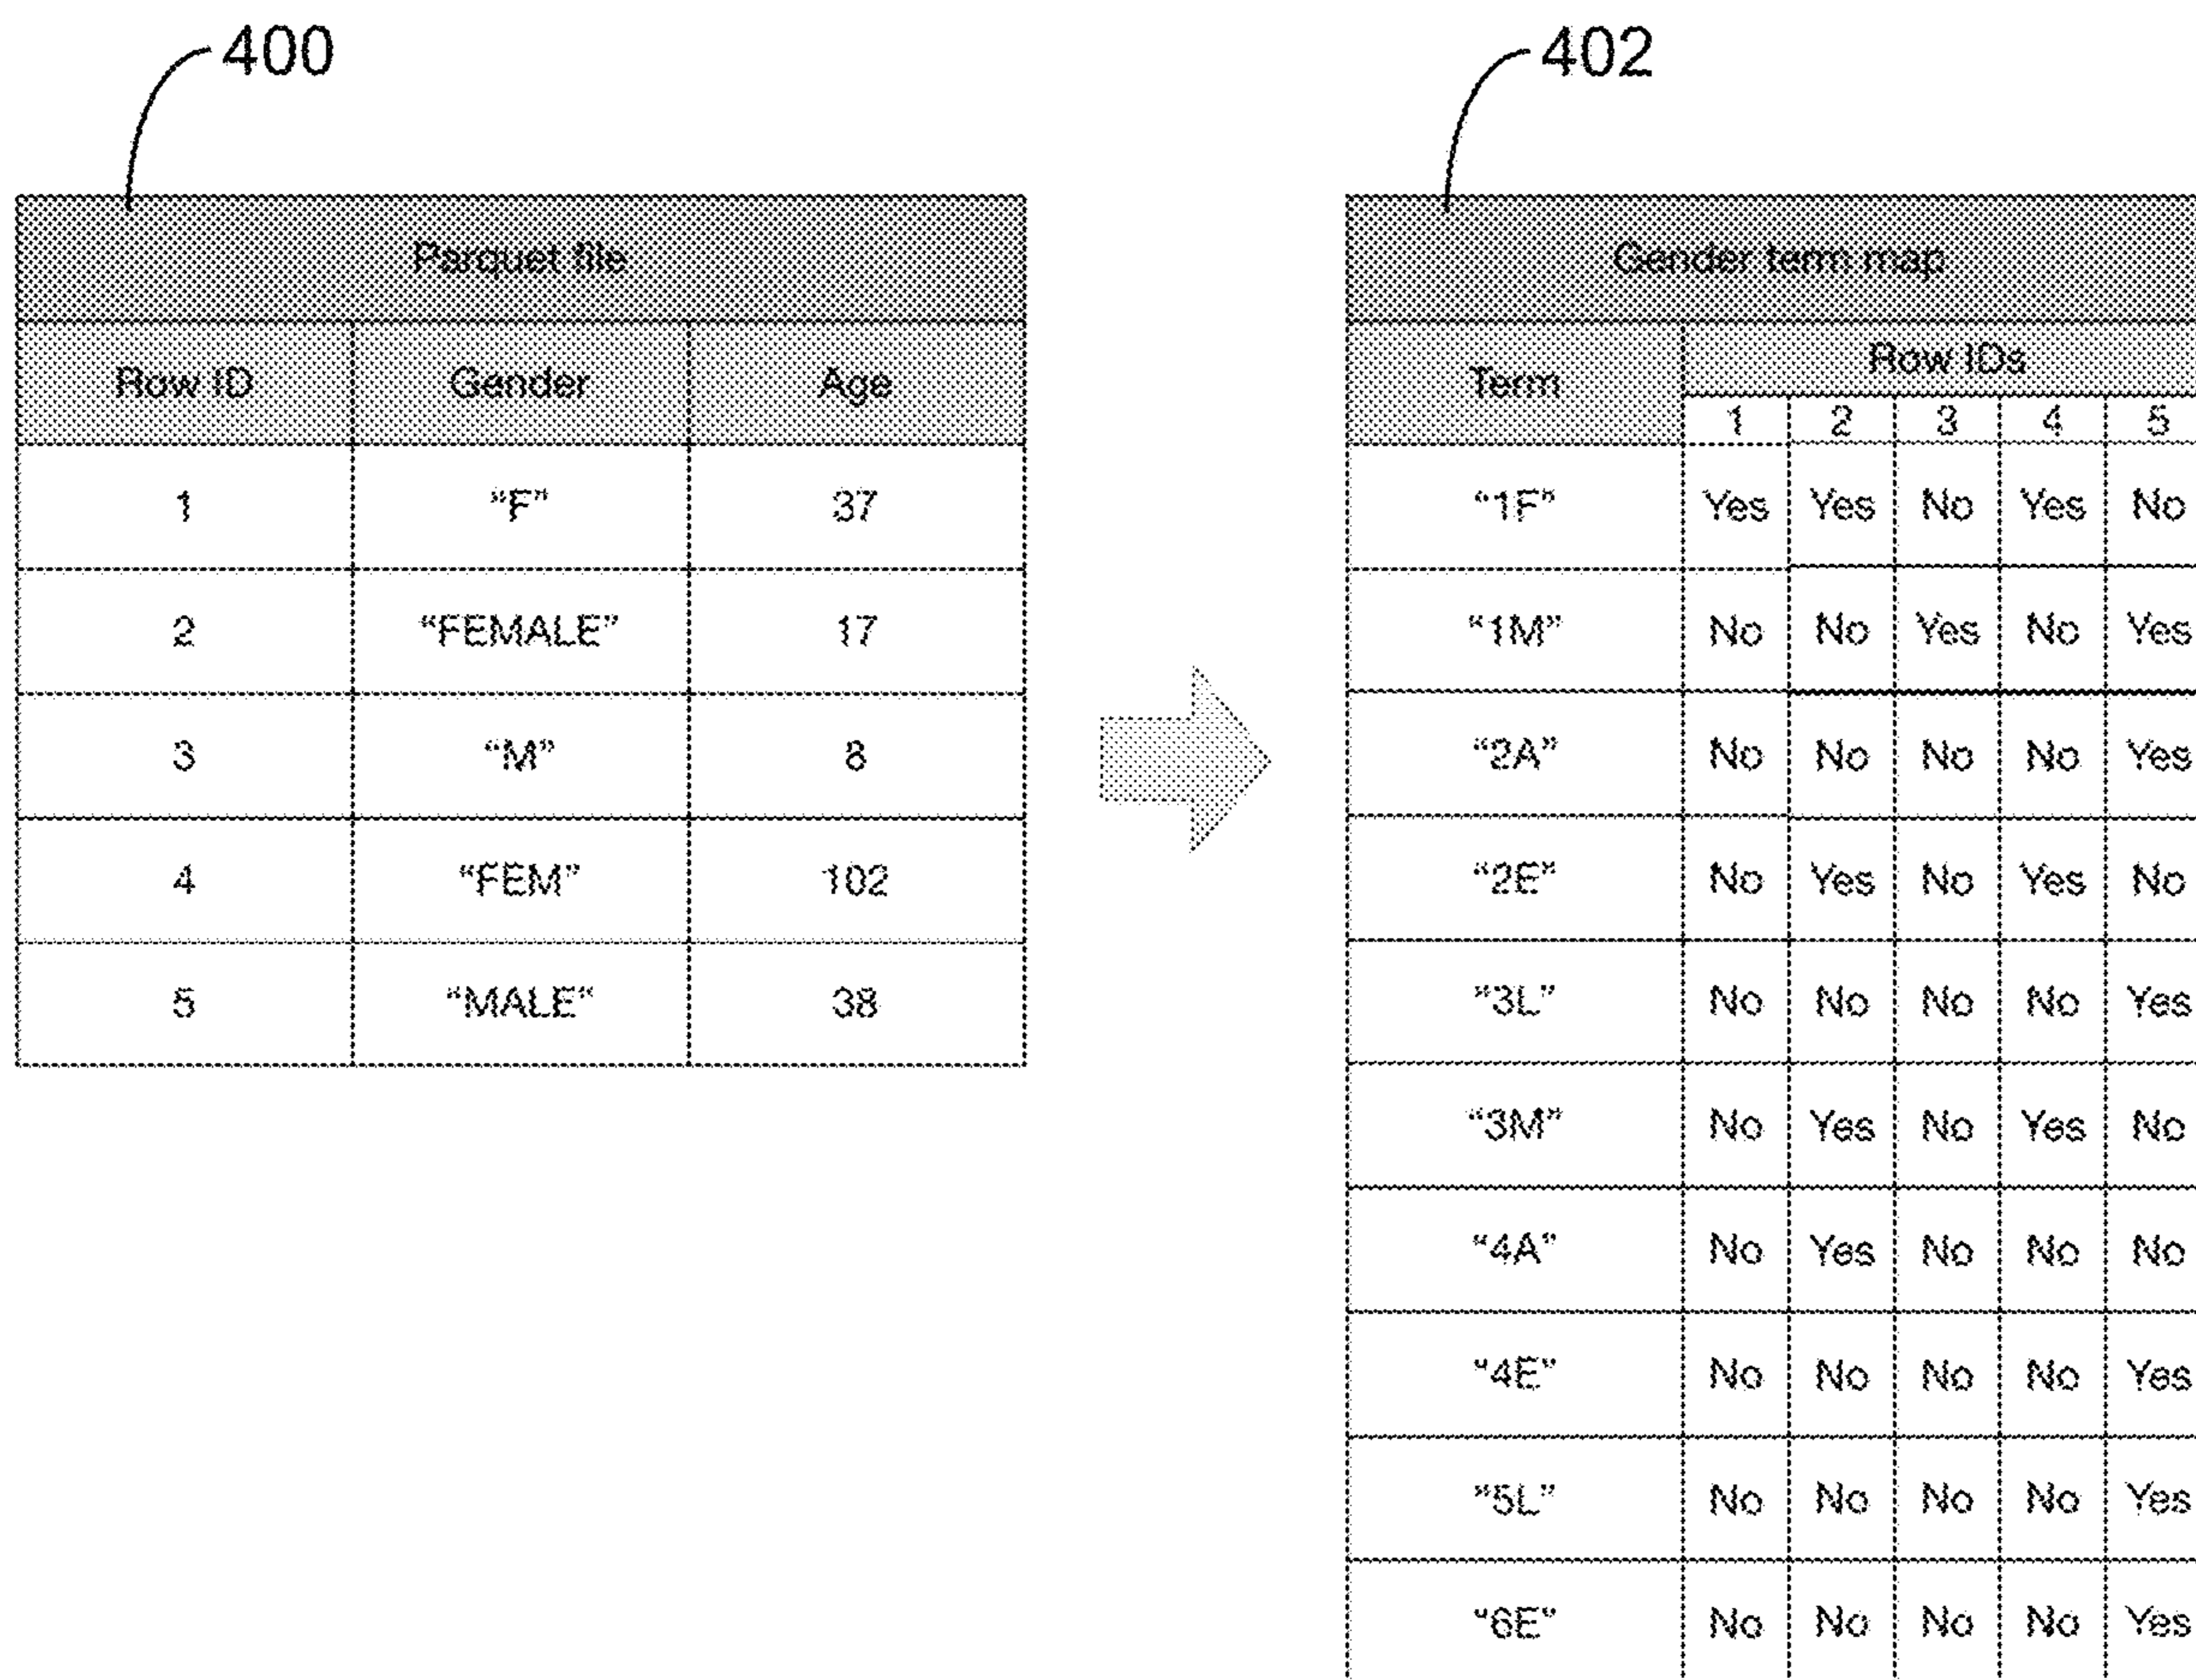 400
402
Parquet file
Row ID Gender Age
1 “F” 37
2 “FEMALE” 17
3 “M” 8
4 “FEM” 102
5 “MALE” 38
Gender term map
Term Row IDs
1 2 3 4 5
“1F” Yes Yes No Yes No
“1M” No No Yes No Yes
“2A” No No No No Yes
“2E” No Yes No Yes No
“3L” No No No No Yes
“3M” No Yes No Yes No
“4A” No Yes No No No
“4E” No No No No Yes
“5L” No No No No Yes
“6E” No No No No Yes